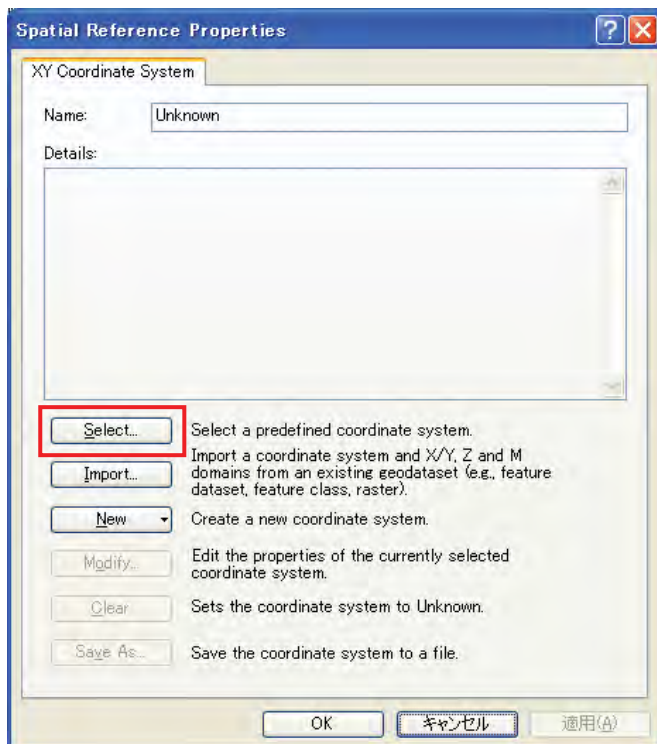 Spatial Reference Properties
XY Coordinate System
Name: Unknown
Details:
Select... Select a predefined coordinate system.
Import... Import a coordinate system and X/Y, Z and M
domains from an existing geodataset (e.g., feature
dataset, feature class, raster).
New Create a new coordinate system.
Modify... Edit the properties of the currently selected
coordinate system.
Clear Sets the coordinate system to Unknown.
Save As... Save the coordinate system to a file.
OK キャンセル 適用(A)